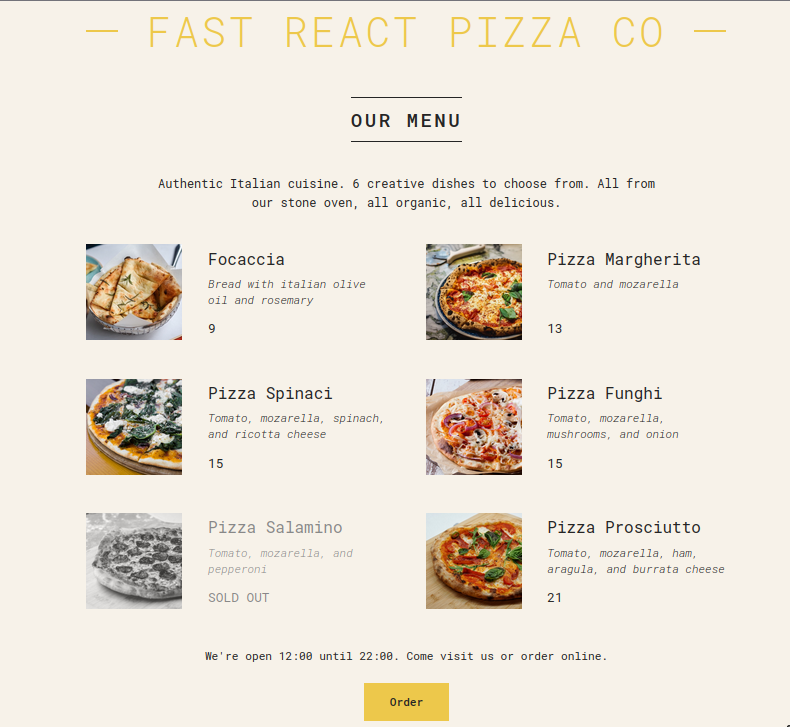 — FAST REACT PIZZA CO —
OUR MENU
Authentic Italian cuisine. 6 creative dishes to choose from. All from
our stone oven, all organic, all delicious.
Focaccia
Bread with italian olive
oil and rosemary
9
Pizza Margherita
Tomato and mozarella
13
Pizza Spinaci
Tomato, mozarella, spinach,
and ricotta cheese
15
Pizza Funghi
Tomato, mozarella,
mushrooms, and onion
15
Pizza Salamino
Tomato, mozarella, and
pepperoni
SOLD OUT
Pizza Prosciutto
Tomato, mozarella, ham,
aragula, and burrata cheese
21
We're open 12:00 until 22:00. Come visit us or order online.
Order